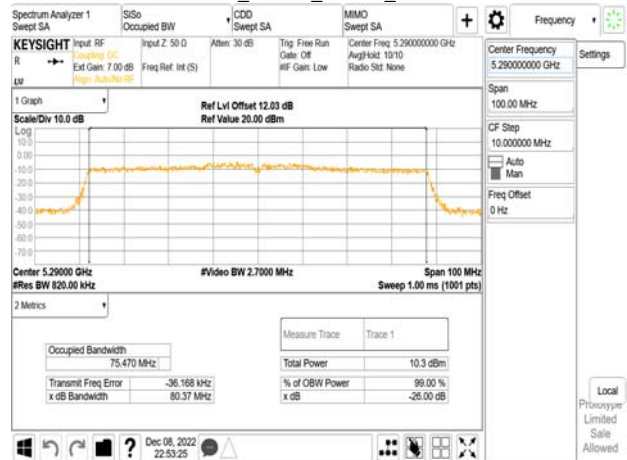 Spectrum Analyzer 1
Swept SA
SISo
Occupied BW
CDD
Swept SA
MIMO
Swept SA
Frequency
KEYSIGHT
R
Input: RF
Coupling: DC
Ext Gain: 7.00 dB
Align: Auto/No RF
Input Z: 50 Ω
Freq Ref: Int (S)
Atten: 30 dB
Trig: Free Run
Gate: Off
#IF Gain: Low
Center Freq: 5.290000000 GHz
Avg|Hold: 10/10
Radio Std: None
Center Frequency
5.290000000 GHz
Settings
Span
100.00 MHz
CF Step
10.000000 MHz
Auto
Man
Freq Offset
0 Hz
1 Graph
Scale/Div 10.0 dB
Ref Lvl Offset 12.03 dB
Ref Value 20.00 dBm
Log
10.0
0.00
-10.0
-20.0
-30.0
-40.0
-50.0
-60.0
-70.0
Center 5.29000 GHz
#Res BW 820.00 kHz
#Video BW 2.7000 MHz
Span 100 MHz
Sweep 1.00 ms (1001 pts)
2 Metrics
Measure Trace
Trace 1
Occupied Bandwidth
75.470 MHz
Total Power
10.3 dBm
Transmit Freq Error
-36.168 kHz
% of OBW Power
99.00 %
x dB Bandwidth
80.37 MHz
x dB
-26.00 dB
Local
Prototype
Limited
Sale
Allowed
?
Dec 08, 2022
22:53:25